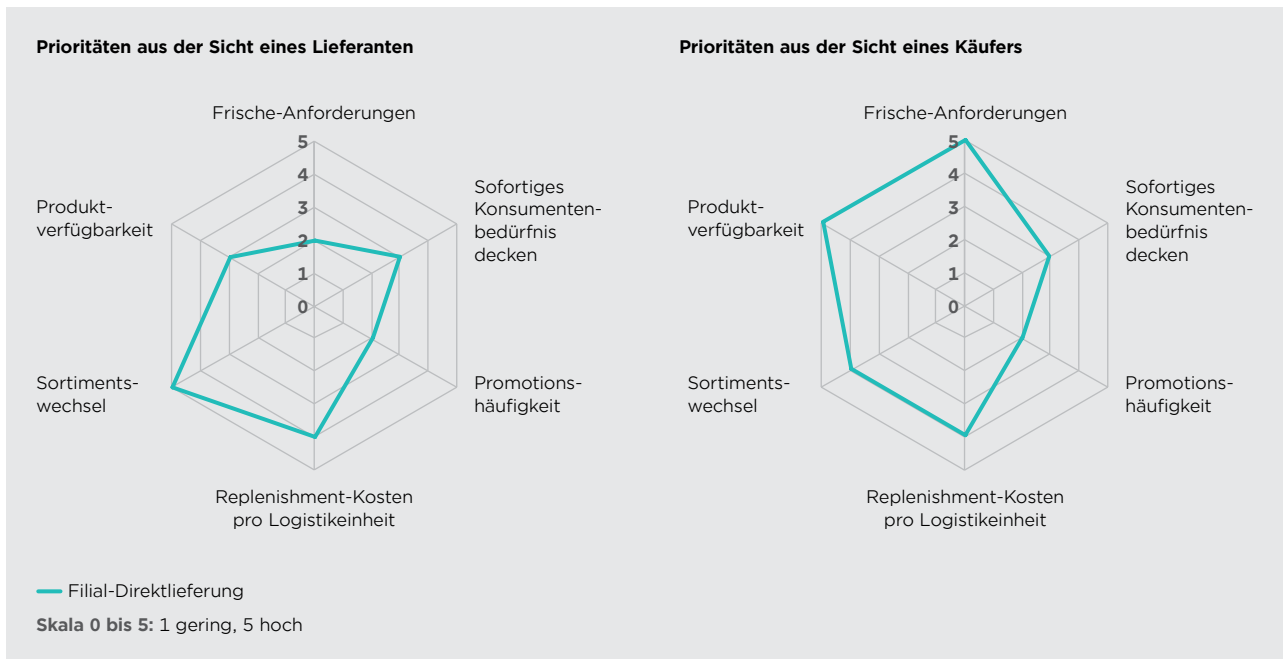 Prioritäten aus der Sicht eines Lieferanten
Frische-Anforderungen
5
4
3
2
1
0
Sofortiges
Konsumenten-
bedürfnis
decken
Produkt-
verfügbarkeit
Sortiments-
wechsel
Promotions-
häufigkeit
Replenishment-Kosten
pro Logistikeinheit
Prioritäten aus der Sicht eines Käufers
Frische-Anforderungen
5
4
3
2
1
0
Sofortiges
Konsumenten-
bedürfnis
decken
Produkt-
verfügbarkeit
Sortiments-
wechsel
Promotions-
häufigkeit
Replenishment-Kosten
pro Logistikeinheit
Filial-Direktlieferung
Skala 0 bis 5: 1 gering, 5 hoch